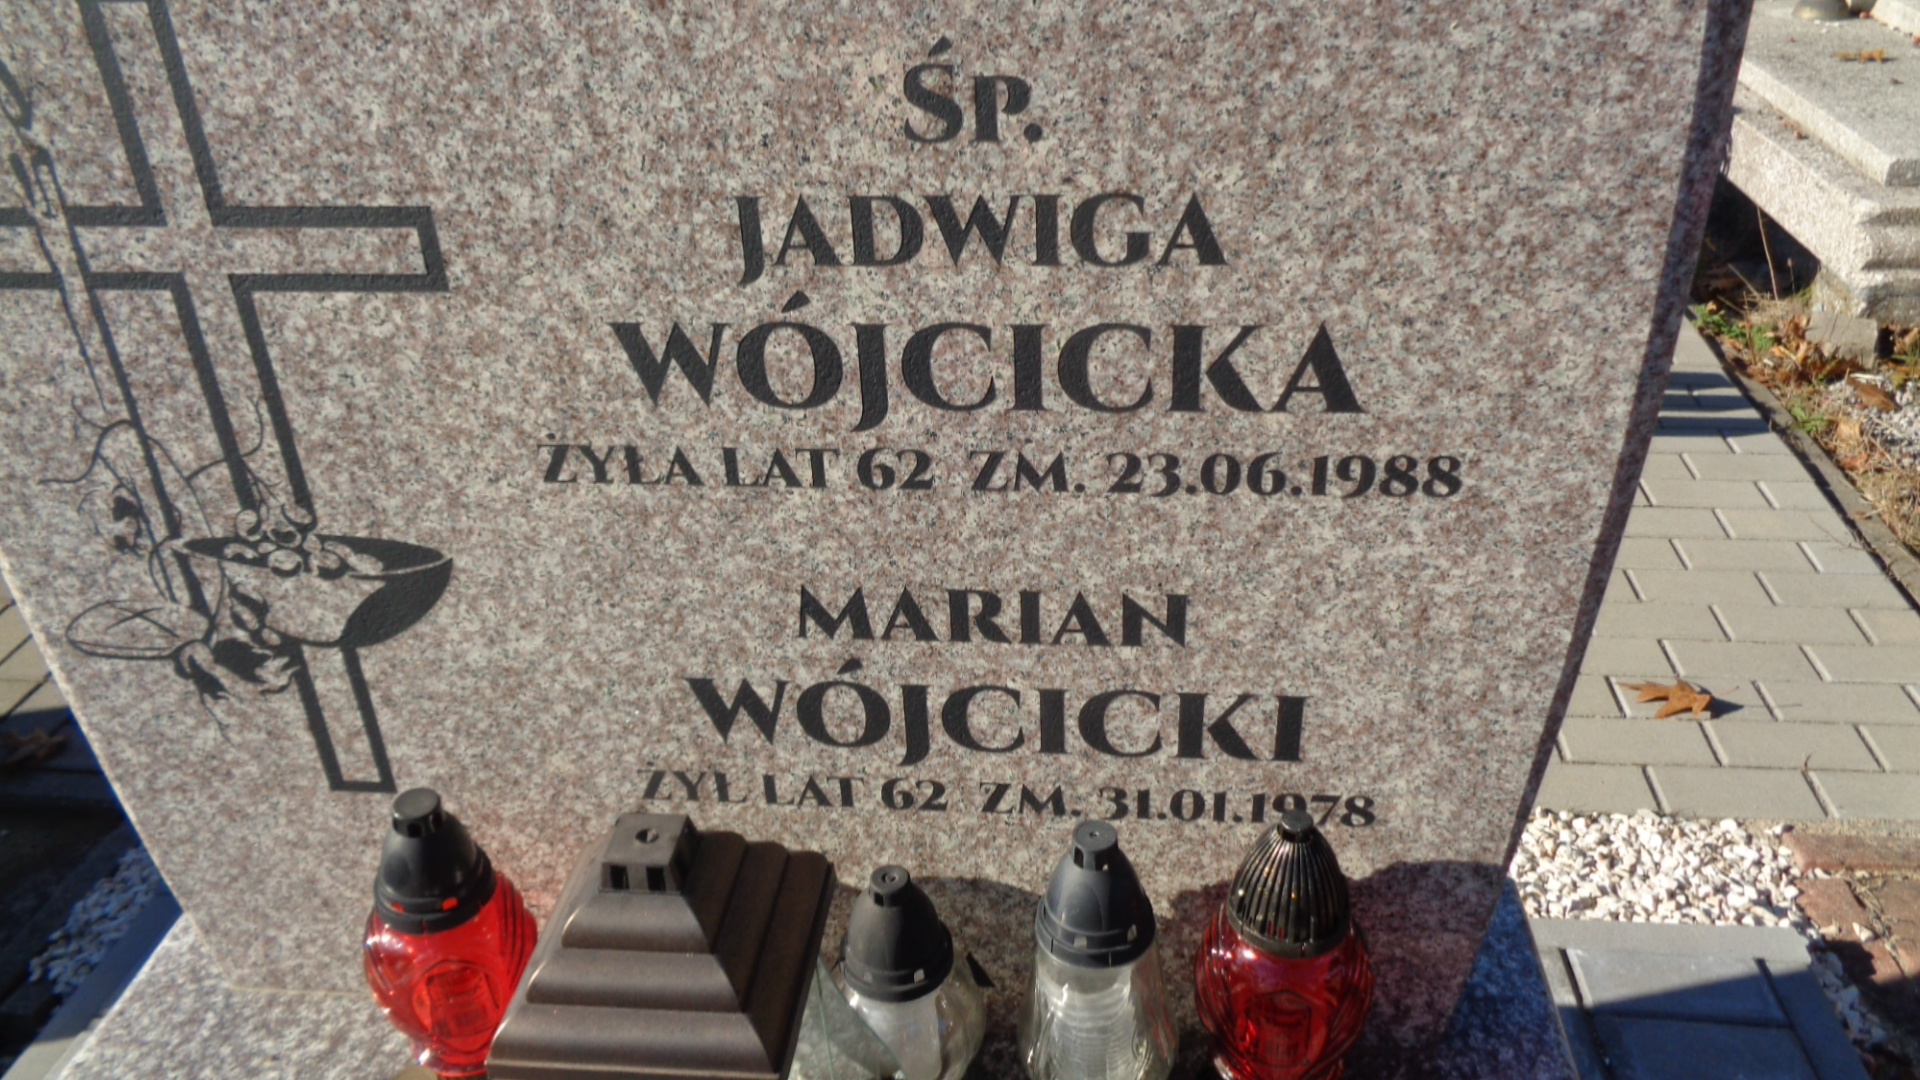 ŚP.
JADWIGA
WÓJCICKA
ŻYŁA LAT 62 ZM. 23.06.1988
MARIAN
WÓJCICKI
ŻYŁ LAT 62 ZM. 31.01.1978